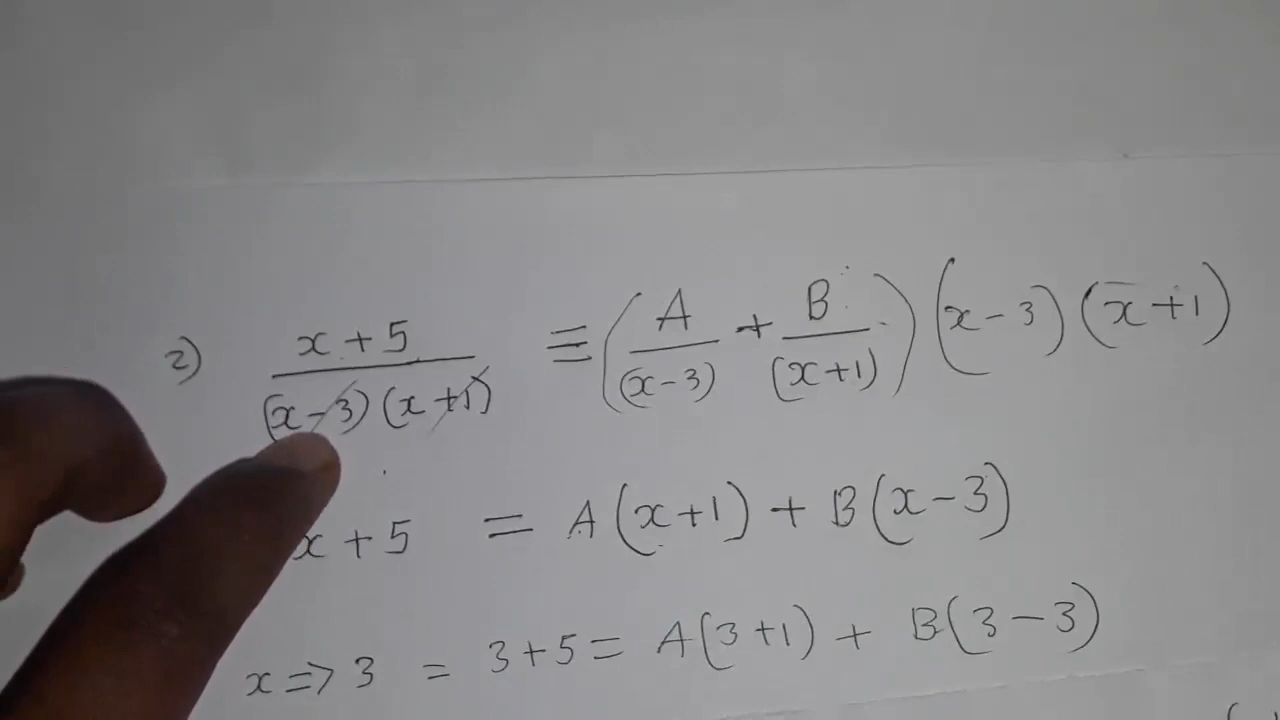 2) x + 5 / (x - 3) (x + 1) ≡ ( A / (x - 3) + B / (x + 1) ) (x - 3) (x + 1)
x + 5 = A (x + 1) + B (x - 3)
x => 3 = 3 + 5 = A (3 + 1) + B (3 - 3)